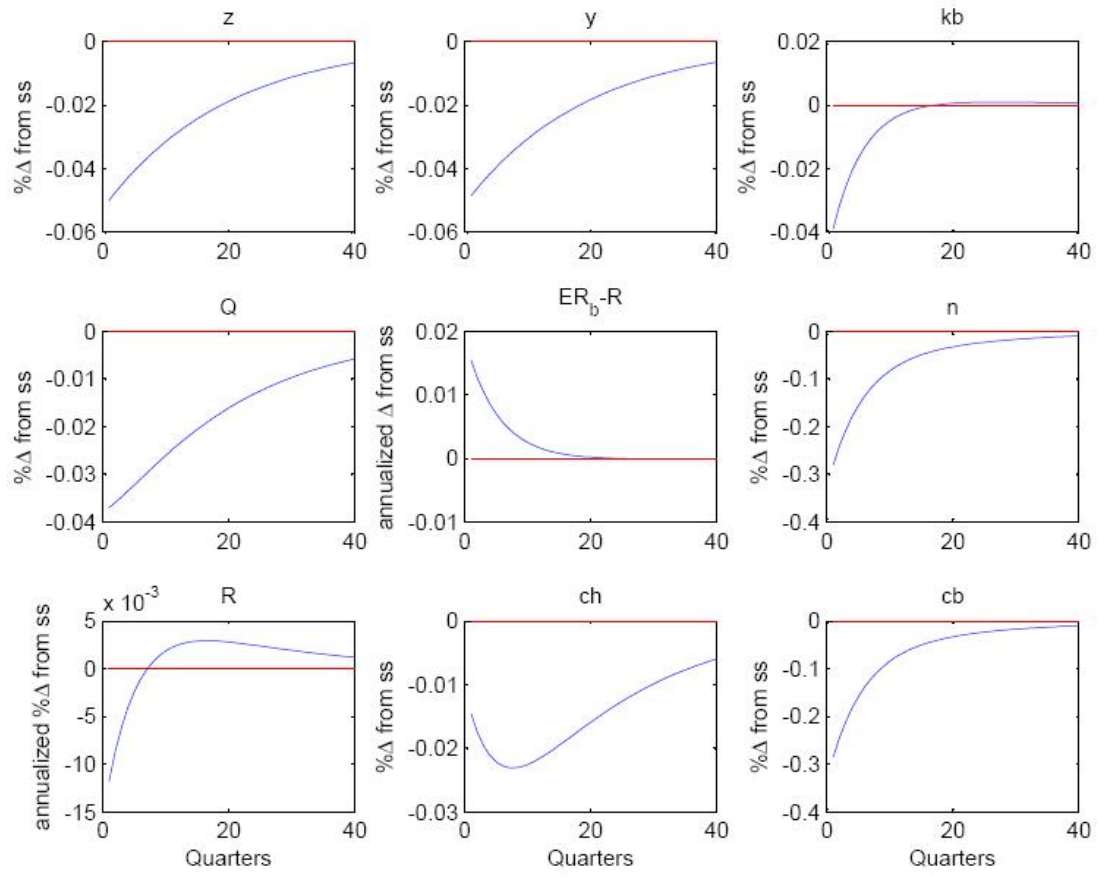 z
0
-0.02
-0.04
-0.06
%Δ from ss
0 20 40
y
0
-0.02
-0.04
-0.06
%Δ from ss
0 20 40
kb
0.02
0
-0.02
-0.04
%Δ from ss
0 20 40
Q
0
-0.01
-0.02
-0.03
-0.04
%Δ from ss
0 20 40
ER_b-R
0.02
0.01
0
-0.01
annualized Δ from ss
0 20 40
n
0
-0.1
-0.2
-0.3
-0.4
%Δ from ss
0 20 40
x 10^-3
R
5
0
-5
-10
-15
annualized %Δ from ss
0 20 40
Quarters
ch
0
-0.01
-0.02
-0.03
%Δ from ss
0 20 40
Quarters
cb
0
-0.1
-0.2
-0.3
-0.4
%Δ from ss
0 20 40
Quarters